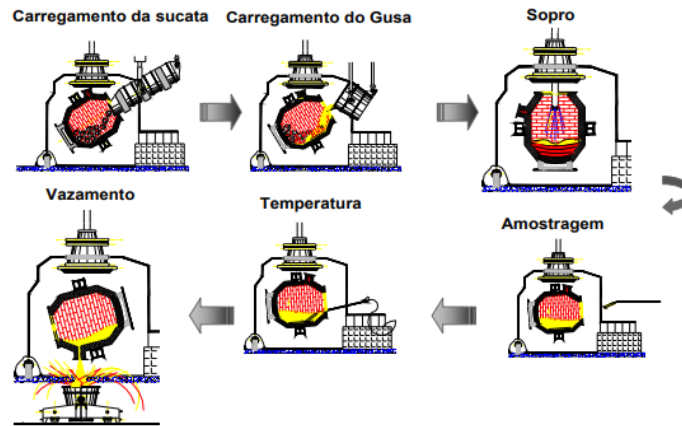 Carregamento da sucata
Carregamento do Gusa
Sopro
Vazamento
Temperatura
Amostragem